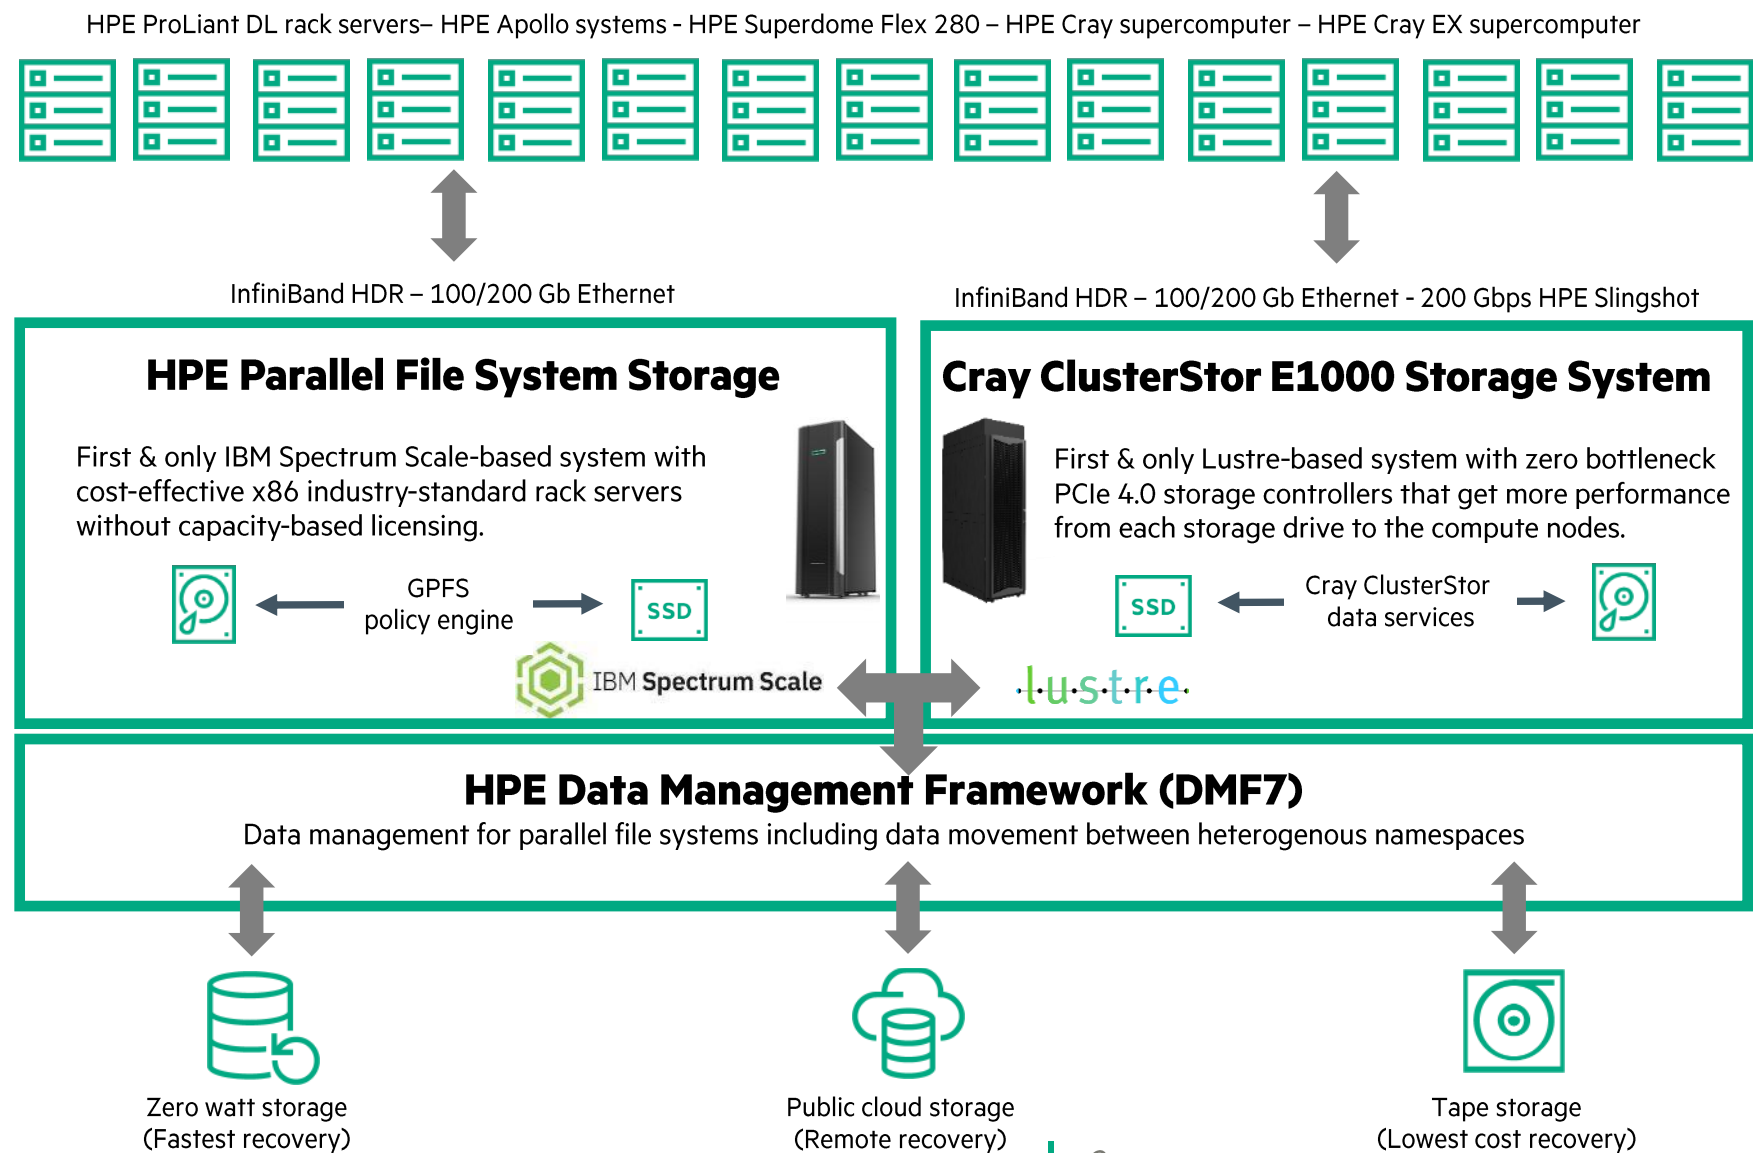 HPE ProLiant DL rack servers– HPE Apollo systems - HPE Superdome Flex 280 – HPE Cray supercomputer – HPE Cray EX supercomputer
InfiniBand HDR – 100/200 Gb Ethernet
InfiniBand HDR – 100/200 Gb Ethernet - 200 Gbps HPE Slingshot
HPE Parallel File System Storage
First & only IBM Spectrum Scale-based system with
cost-effective x86 industry-standard rack servers
without capacity-based licensing.
GPFS
policy engine
SSD
IBM Spectrum Scale
Cray ClusterStor E1000 Storage System
First & only Lustre-based system with zero bottleneck
PCIe 4.0 storage controllers that get more performance
from each storage drive to the compute nodes.
SSD
Cray ClusterStor
data services
lustre
HPE Data Management Framework (DMF7)
Data management for parallel file systems including data movement between heterogenous namespaces
Zero watt storage
(Fastest recovery)
Public cloud storage
(Remote recovery)
Tape storage
(Lowest cost recovery)